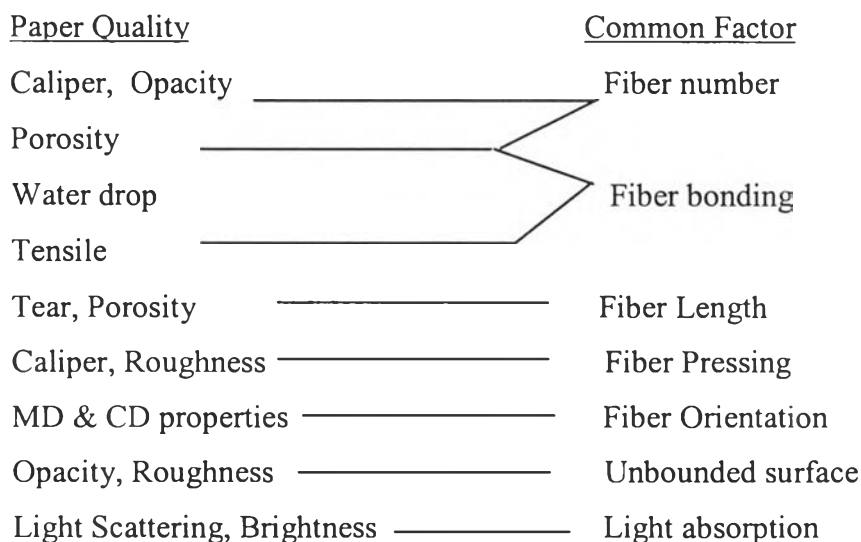 Paper Quality Common Factor
Caliper, Opacity Fiber number
Porosity
Water drop Fiber bonding
Tensile
Tear, Porosity Fiber Length
Caliper, Roughness Fiber Pressing
MD & CD properties Fiber Orientation
Opacity, Roughness Unbounded surface
Light Scattering, Brightness Light absorption